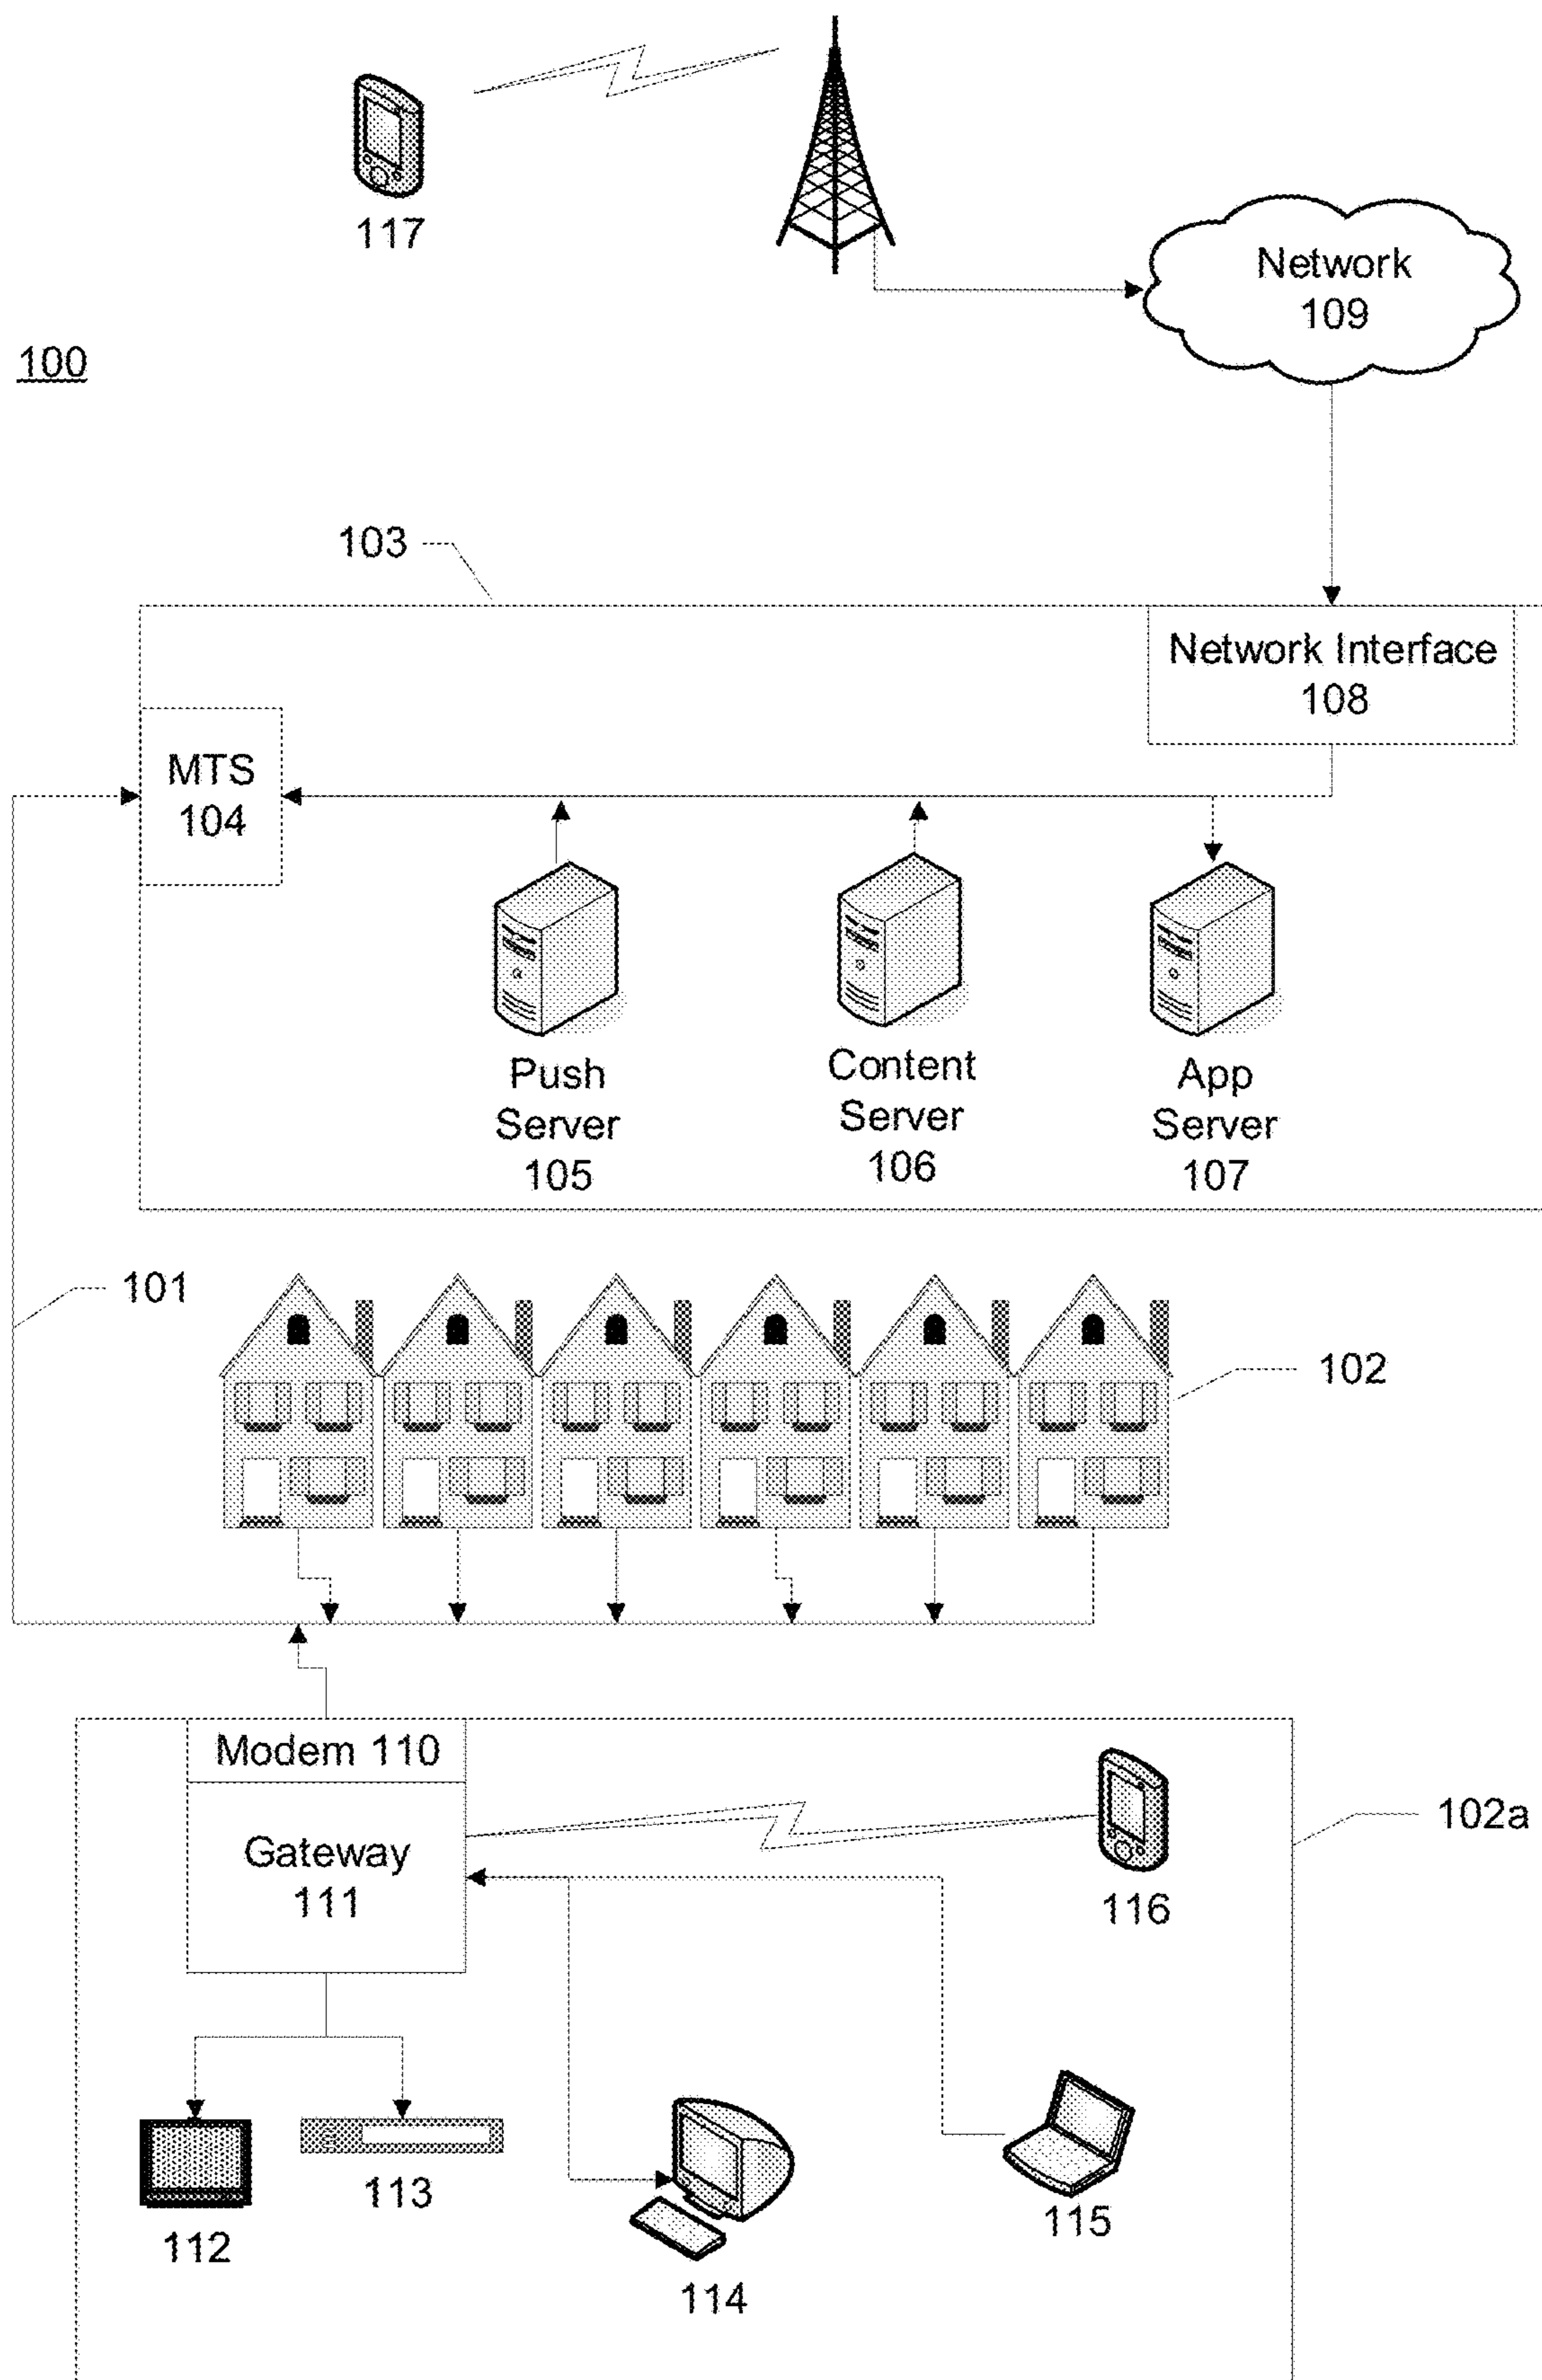 117
Network
109
100
103
Network Interface
108
MTS
104
Push
Server
105
Content
Server
106
App
Server
107
101
102
Modem 110
Gateway
111
102a
116
112
113
114
115